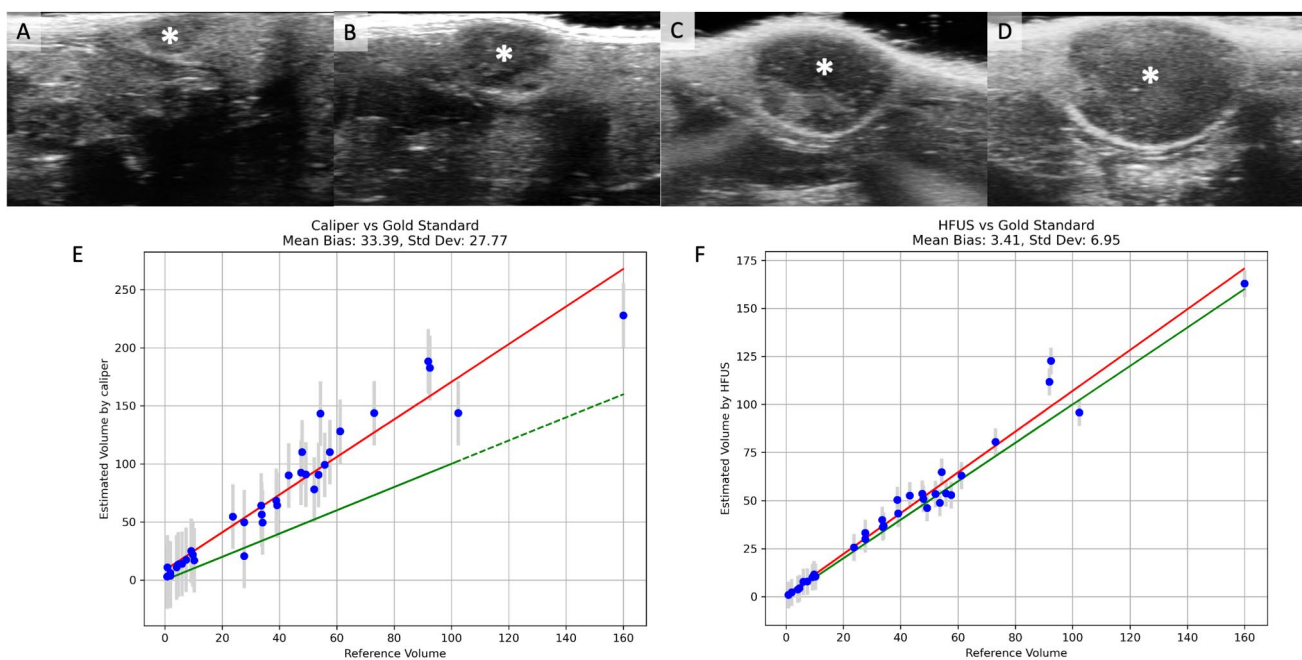 A
*
B
*
C
*
D
*
E
Caliper vs Gold Standard
Mean Bias: 33.39, Std Dev: 27.77
Estimated Volume by caliper
250
200
150
100
50
0
0 20 40 60 80 100 120 140 160
Reference Volume
F
HFUS vs Gold Standard
Mean Bias: 3.41, Std Dev: 6.95
Estimated Volume by HFUS
175
150
125
100
75
50
25
0
0 20 40 60 80 100 120 140 160
Reference Volume